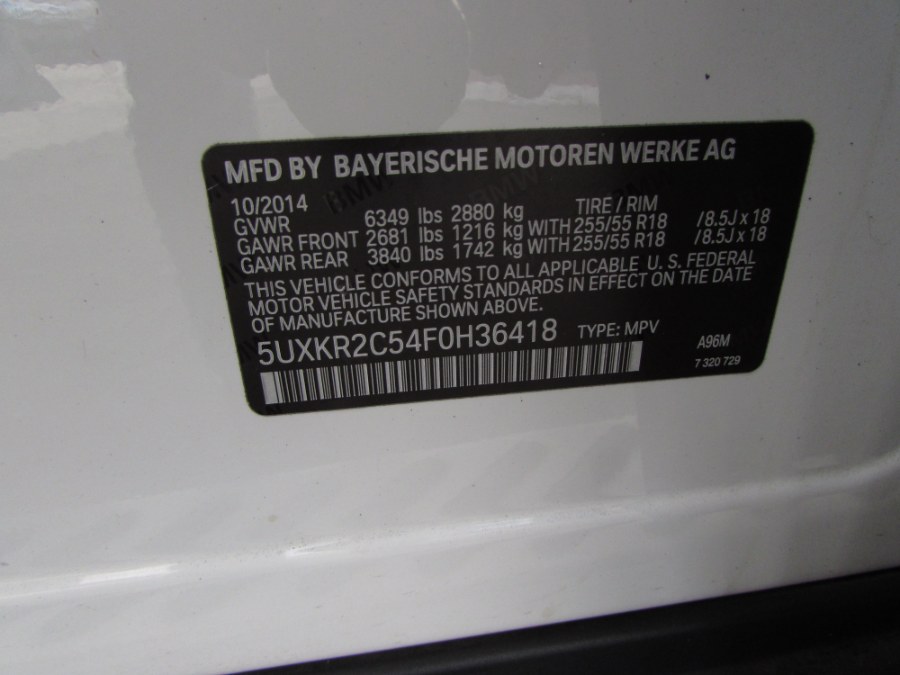 MFD BY BAYERISCHE MOTOREN WERKE AG
10/2014 TIRE / RIM
GVWR 6349 lbs 2880 kg
GAWR FRONT 2681 lbs 1216 kg WITH 255/55 R18 /8.5J x 18
GAWR REAR 3840 lbs 1742 kg WITH 255/55 R18 /8.5J x 18
THIS VEHICLE CONFORMS TO ALL APPLICABLE U. S. FEDERAL
MOTOR VEHICLE SAFETY STANDARDS IN EFFECT ON THE DATE
OF MANUFACTURE SHOWN ABOVE.
5UXKR2C54F0H36418 TYPE: MPV
A96M
7 320 729